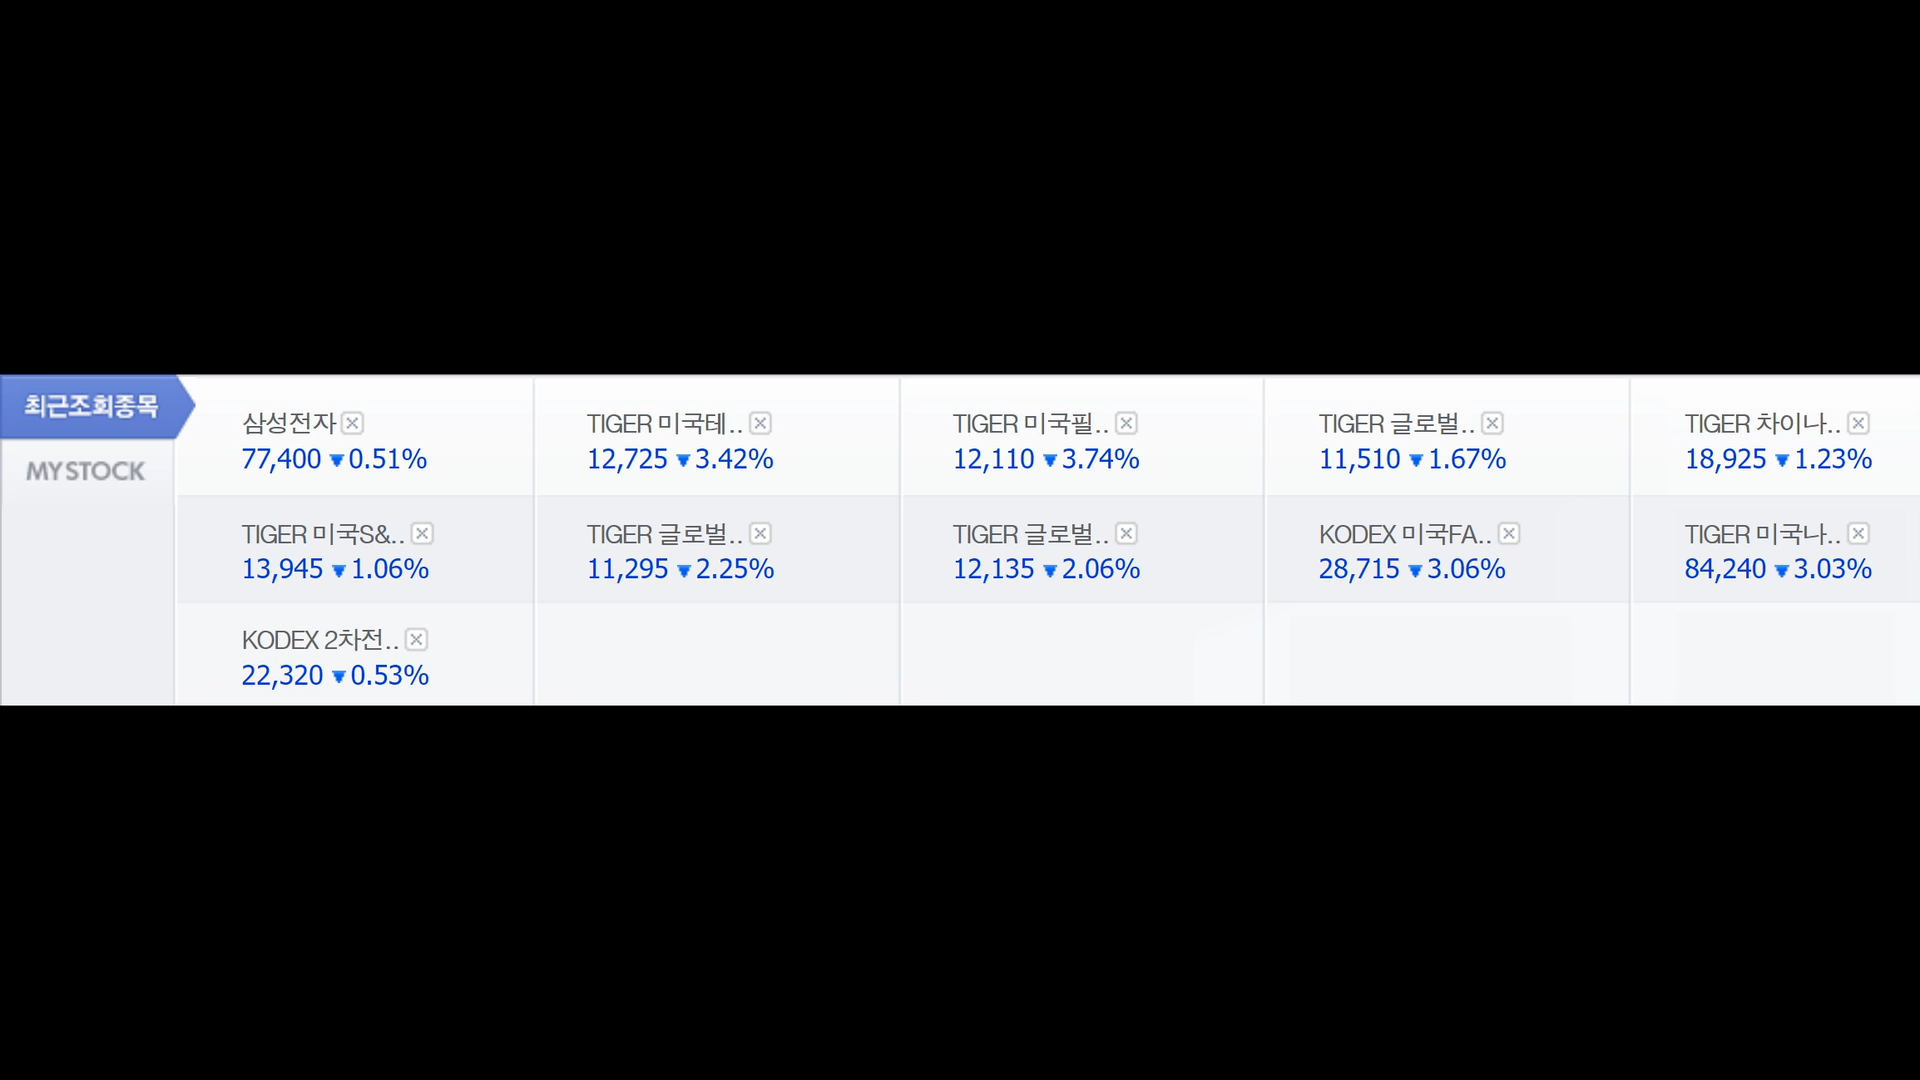 최근조회종목
MYSTOCK
삼성전자
77,400 ▼ 0.51%
TIGER 미국테..
12,725 ▼ 3.42%
TIGER 미국필..
12,110 ▼ 3.74%
TIGER 글로벌..
11,510 ▼ 1.67%
TIGER 차이나..
18,925 ▼ 1.23%
TIGER 미국S&..
13,945 ▼ 1.06%
TIGER 글로벌..
11,295 ▼ 2.25%
TIGER 글로벌..
12,135 ▼ 2.06%
KODEX 미국FA..
28,715 ▼ 3.06%
TIGER 미국나..
84,240 ▼ 3.03%
KODEX 2차전..
22,320 ▼ 0.53%